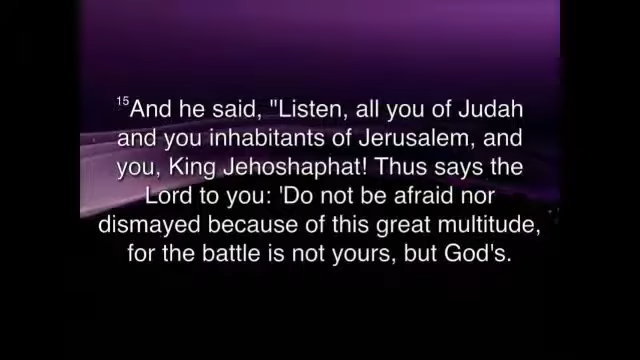 15And he said, "Listen, all you of Judah
and you inhabitants of Jerusalem, and
you, King Jehoshaphat! Thus says the
Lord to you: 'Do not be afraid nor
dismayed because of this great multitude,
for the battle is not yours, but God's.